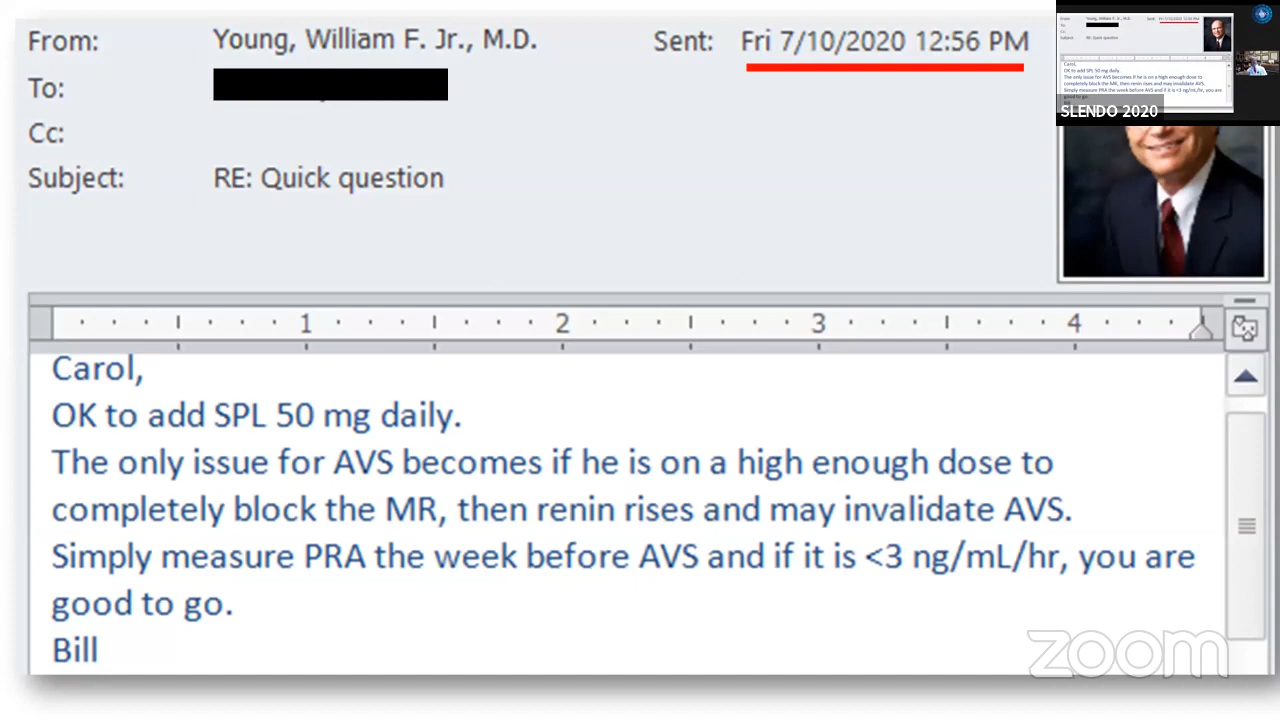 From: Young, William F. Jr., M.D. Sent: Fri 7/10/2020 12:56 PM
To:
Cc:
Subject: RE: Quick question
SLENDO 2020
1 2 3 4
Carol,
OK to add SPL 50 mg daily.
The only issue for AVS becomes if he is on a high enough dose to
completely block the MR, then renin rises and may invalidate AVS.
Simply measure PRA the week before AVS and if it is <3 ng/mL/hr, you are
good to go.
Bill
zoom